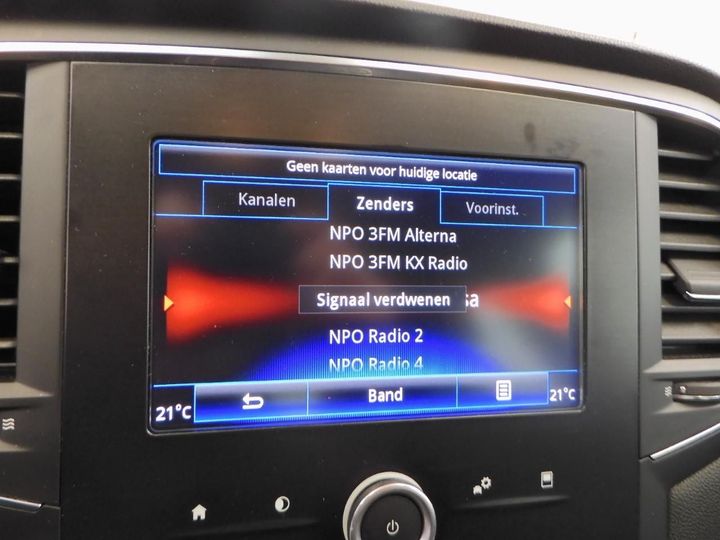 Geen kaarten voor huidige locatie
Kanalen Zenders Voorinst.
NPO 3FM Alterna
NPO 3FM KX Radio
Signaal verdwenen
NPO Radio 2
NPO Radio 4
21°C Band 21°C